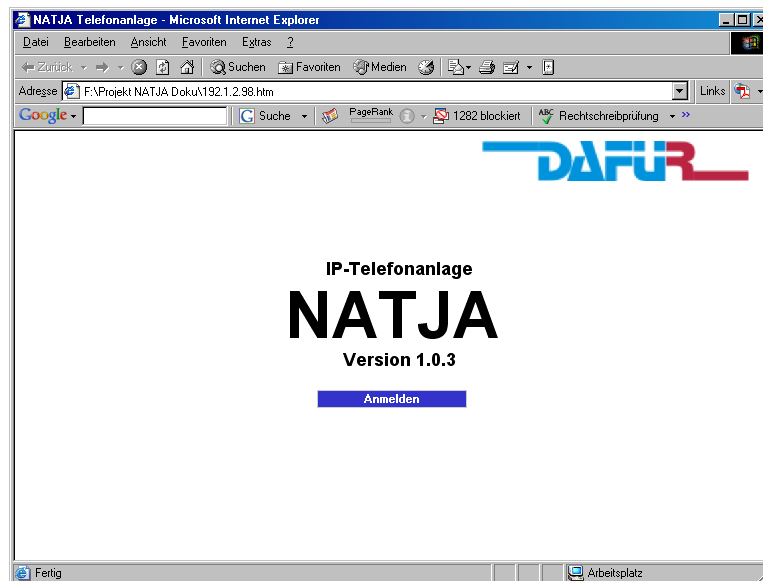 NATJA Telefonanlage - Microsoft Internet Explorer
Datei Bearbeiten Ansicht Favoriten Extras ?
Zurück Suchen Favoriten Medien
Adresse F:\Projekt NATJA Doku\192.1.2.98.htm Links
Google G Suche PageRank 1282 blockiert ABC Rechtschreibprüfung »
DAFÜR
IP-Telefonanlage
NATJA
Version 1.0.3
Anmelden
Fertig Arbeitsplatz